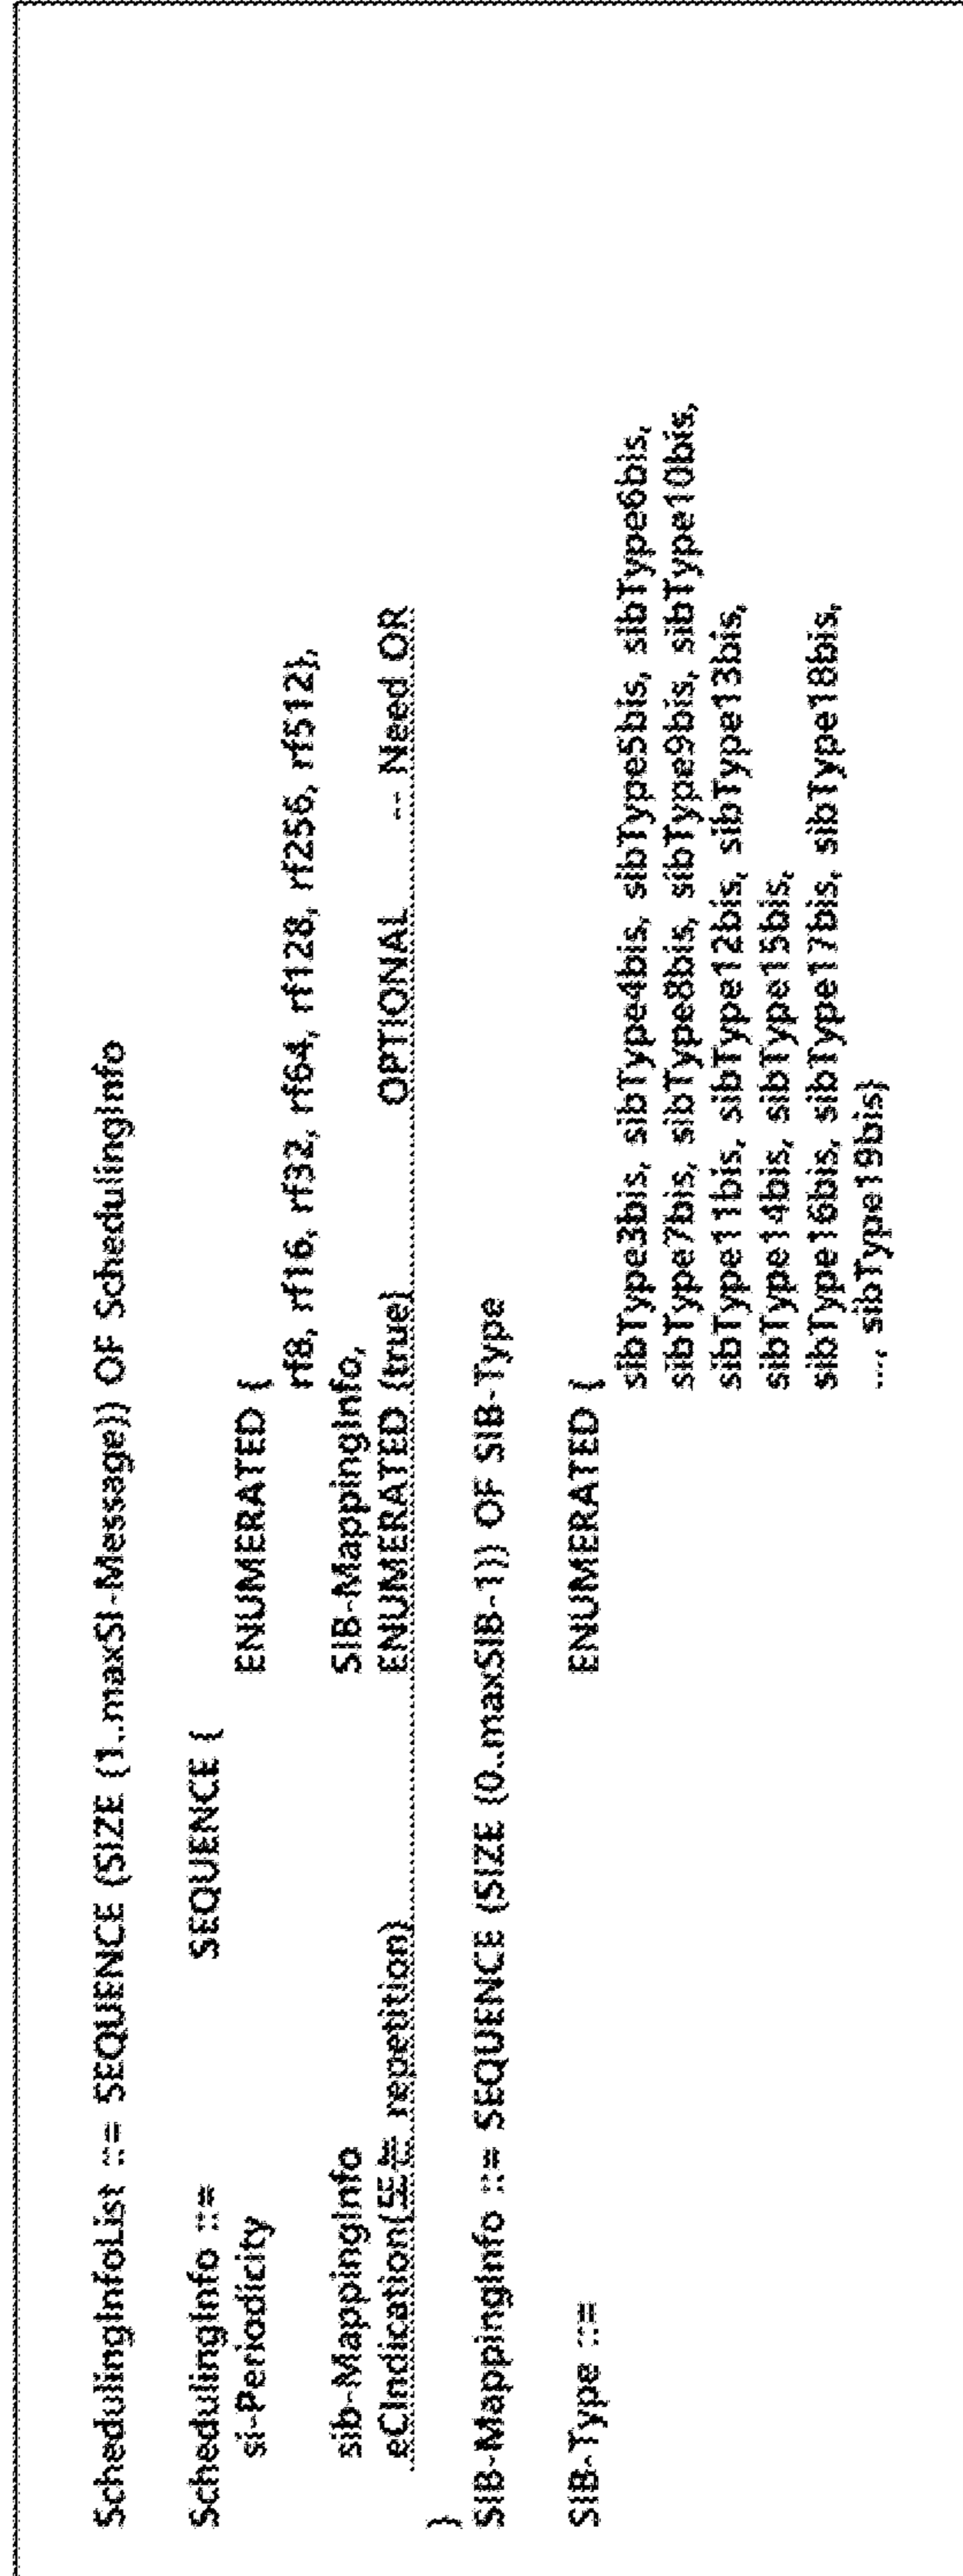 SchedulingInfoList ::= SEQUENCE (SIZE (1..maxSI-Message)) OF SchedulingInfo
SchedulingInfo ::= SEQUENCE {
si-Periodicity ENUMERATED {
rf8, rf16, rf32, rf64, rf128, rf256, rf512},
sib-MappingInfo SIB-MappingInfo,
eCIndication(또는 repetition) ENUMERATED {true} OPTIONAL -- Need OR
}
SIB-MappingInfo ::= SEQUENCE (SIZE (0..maxSIB-1)) OF SIB-Type
SIB-Type ::= ENUMERATED {
sibType3bis, sibType4bis, sibType5bis, sibType6bis,
sibType7bis, sibType8bis, sibType9bis, sibType10bis,
sibType11bis, sibType12bis, sibType13bis,
sibType14bis, sibType15bis,
sibType16bis, sibType17bis, sibType18bis,
..., sibType19bis}